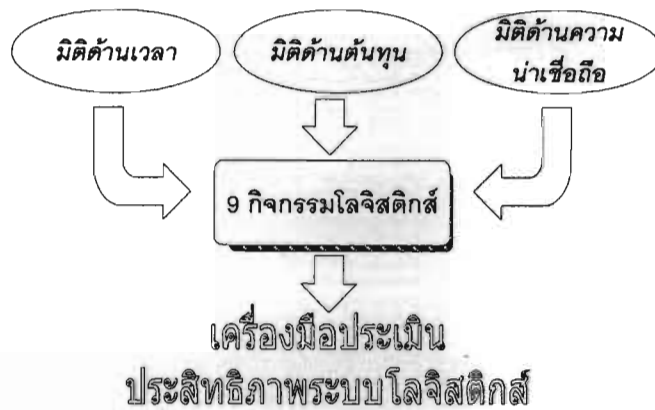 มิติด้านเวลา
มิติด้านต้นทุน
มิติด้านความ
น่าเชื่อถือ
9 กิจกรรมโลจิสติกส์
เครื่องมือประเมิน
ประสิทธิภาพระบบโลจิสติกส์